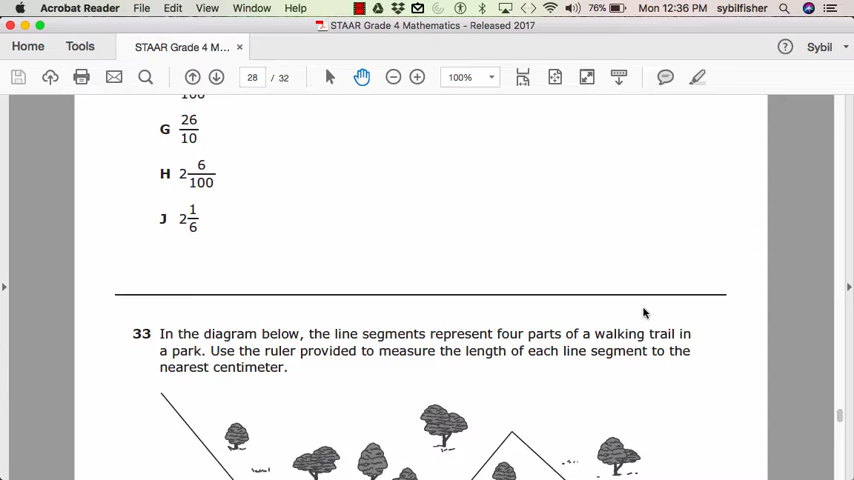 Acrobat Reader File Edit View Window Help 76% Mon 12:36 PM sybilfisher
STAAR Grade 4 Mathematics - Released 2017
Home Tools STAAR Grade 4 M... × Sybil
28 / 32 100%
100
G 26/10
H 2 6/100
J 2 1/6
33 In the diagram below, the line segments represent four parts of a walking trail in
a park. Use the ruler provided to measure the length of each line segment to the
nearest centimeter.